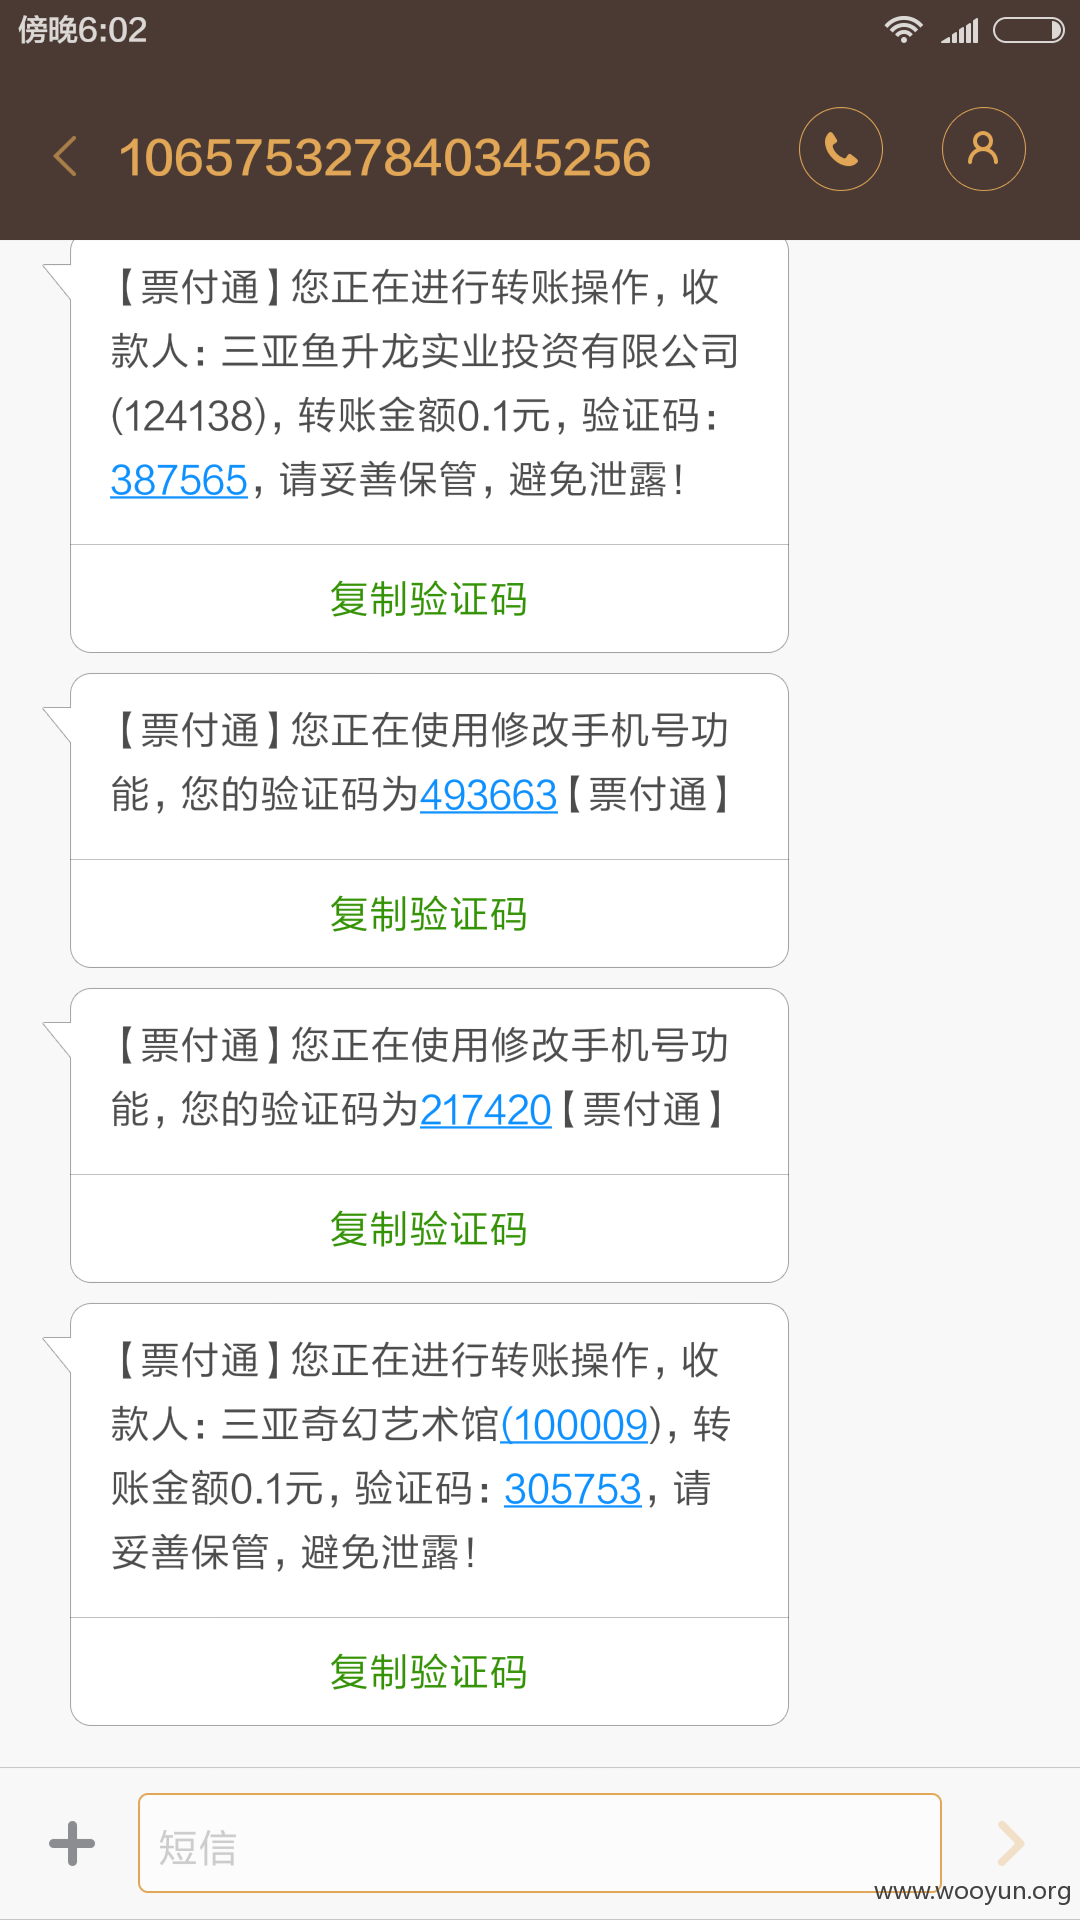 傍晚6:02
106575327840345256
【票付通】您正在进行转账操作，收
款人：三亚鱼升龙实业投资有限公司
(124138)，转账金额0.1元，验证码：
387565，请妥善保管，避免泄露！
复制验证码
【票付通】您正在使用修改手机号功
能，您的验证码为493663【票付通】
复制验证码
【票付通】您正在使用修改手机号功
能，您的验证码为217420【票付通】
复制验证码
【票付通】您正在进行转账操作，收
款人：三亚奇幻艺术馆(100009)，转
账金额0.1元，验证码：305753，请
妥善保管，避免泄露！
复制验证码
短信
www.wooyun.org